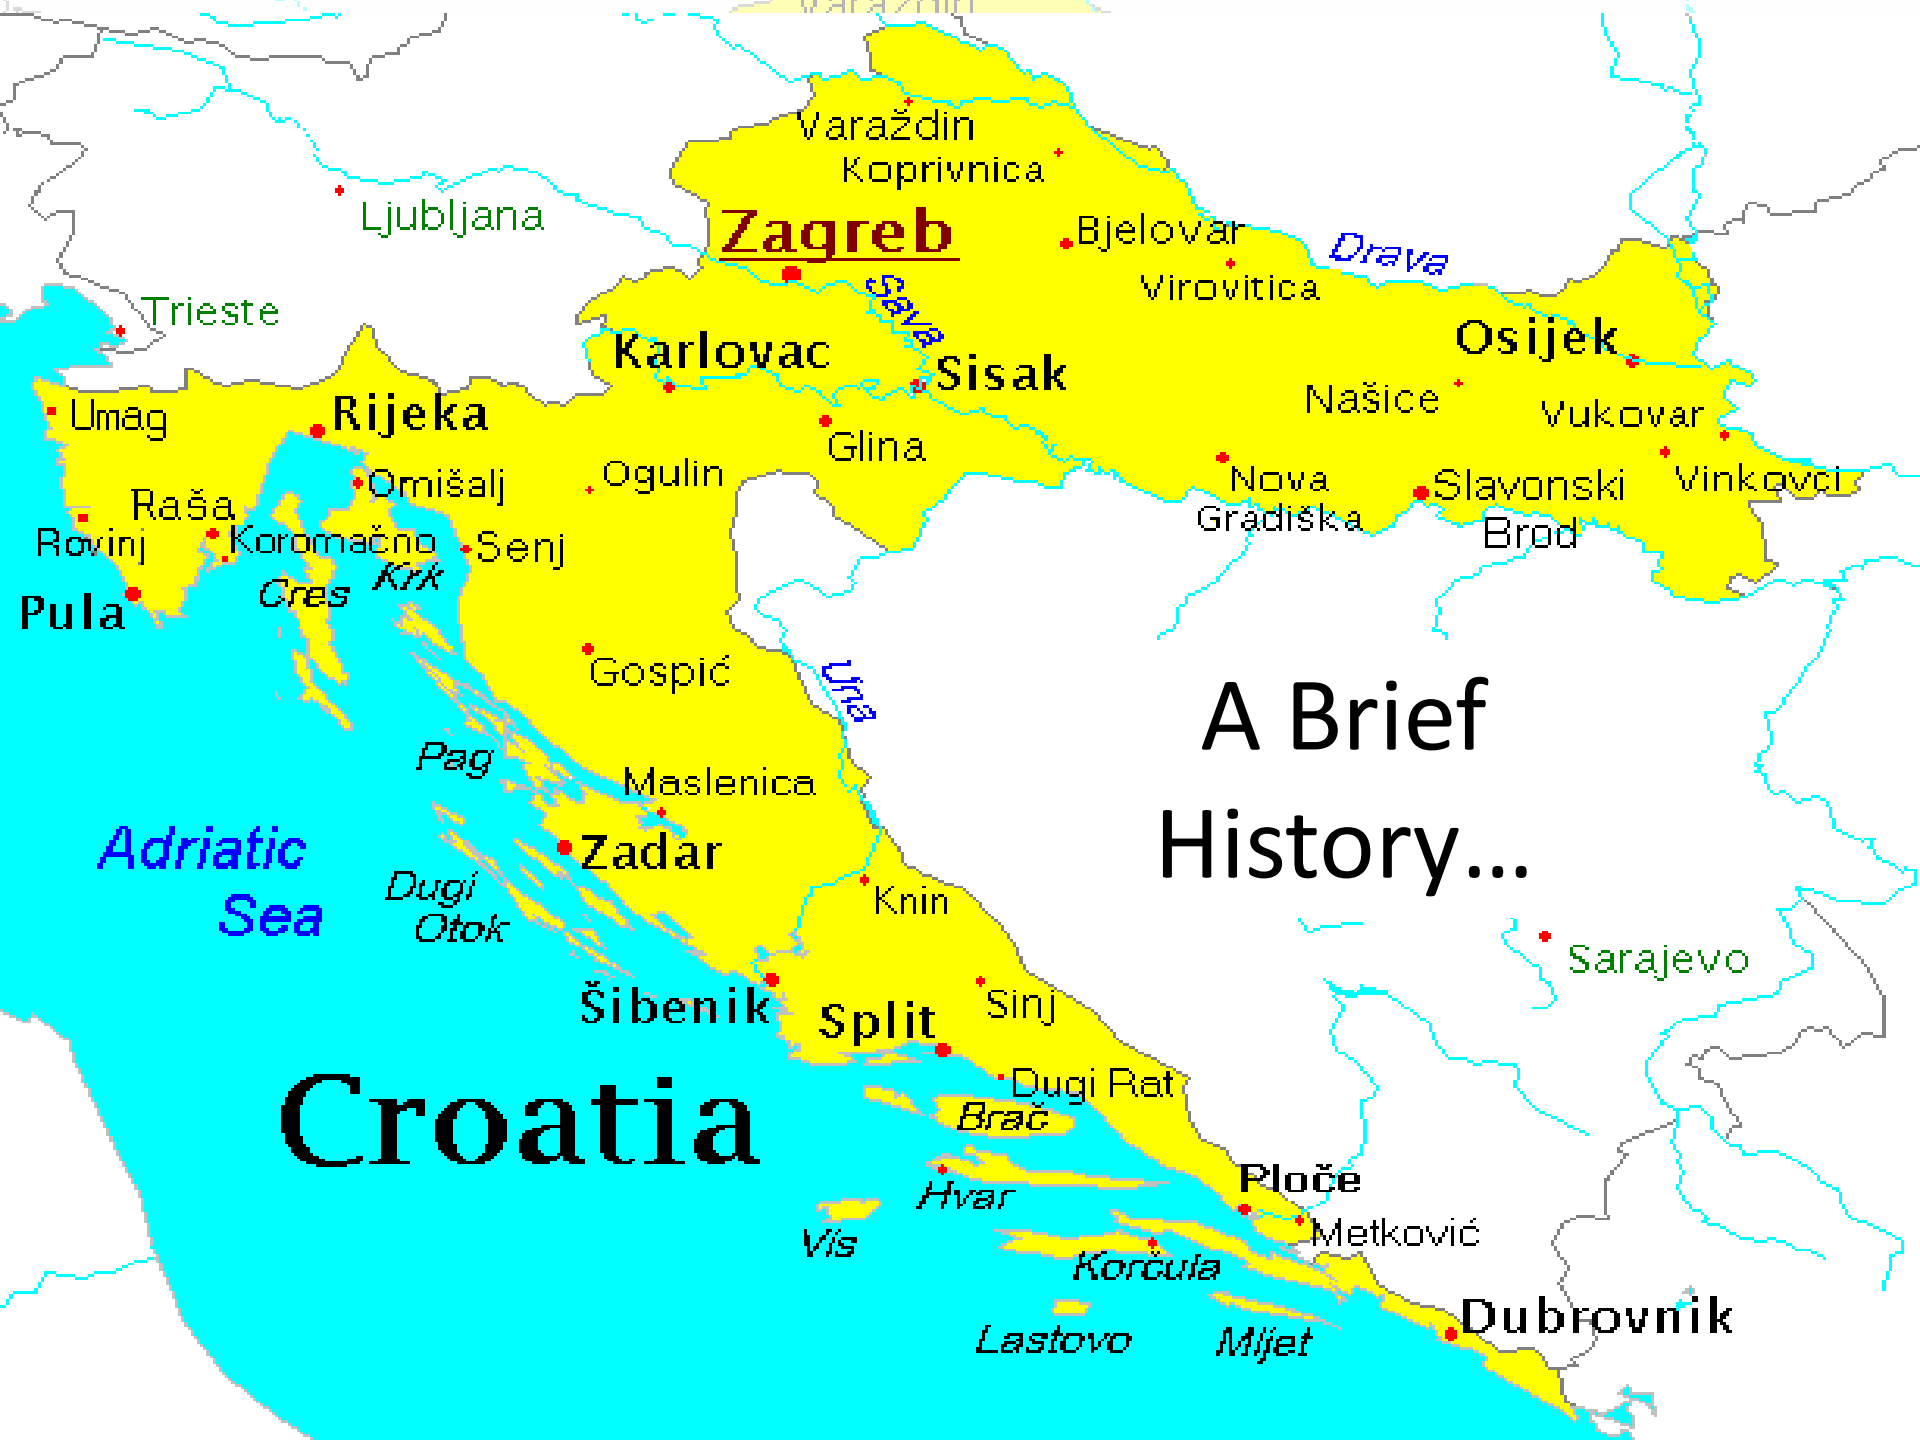 Varaždin
Varaždin
Koprivnica
Ljubljana
Zagreb
Bjelovar
Drava
Virovitica
Sava
Trieste
Karlovac
Sisak
Osijek
Našice
Umag
Rijeka
Vukovar
Glina
Ogulin
Omišalj
Nova
Gradiška
Slavonski
Brod
Vinkovci
Raša
Rovinj
Koromačno
Senj
Krk
Cres
Pula
Gospić
Una
A Brief
History...
Pag
Maslenica
Adriatic
Sea
Zadar
Dugi
Otok
Knin
Sarajevo
Šibenik
Split
Sinj
Croatia
Dugi Rat
Brač
Hvar
Ploče
Vis
Metković
Korčula
Lastovo
Mljet
Dubrovnik